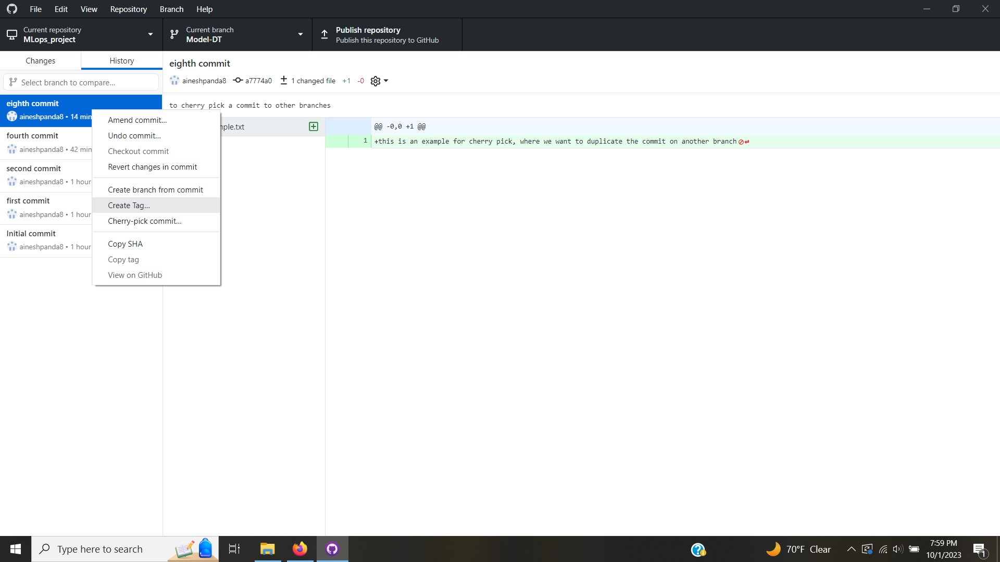 File Edit View Repository Branch Help
Current repository
MLops_project
Current branch
Model-DT
Publish repository
Publish this repository to GitHub
Changes
History
Select branch to compare...
eighth commit
aineshpanda8 • 14 min
fourth commit
aineshpanda8 • 42 min
second commit
aineshpanda8 • 1 hour
first commit
aineshpanda8 • 1 hour
Initial commit
aineshpanda8 • 1 hour
Amend commit...
Undo commit...
Checkout commit
Revert changes in commit
Create branch from commit
Create Tag...
Cherry-pick commit...
Copy SHA
Copy tag
View on GitHub
eighth commit
aineshpanda8 a7774a0 1 changed file +1 -0
to cherry pick a commit to other branches
mple.txt
@@ -0,0 +1 @@
1 +this is an example for cherry pick, where we want to duplicate the commit on another branch
Type here to search
70°F Clear
7:59 PM
10/1/2023
1